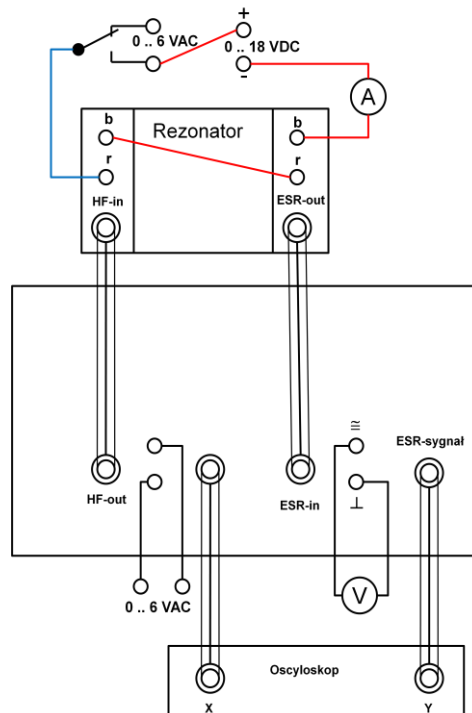 +
0 .. 6 VAC
0 .. 18 VDC
-
A
b
Rezonator
b
r
r
HF-in
ESR-out
≅
ESR-sygnał
HF-out
ESR-in
⊥
0 .. 6 VAC
V
Oscyloskop
X
Y